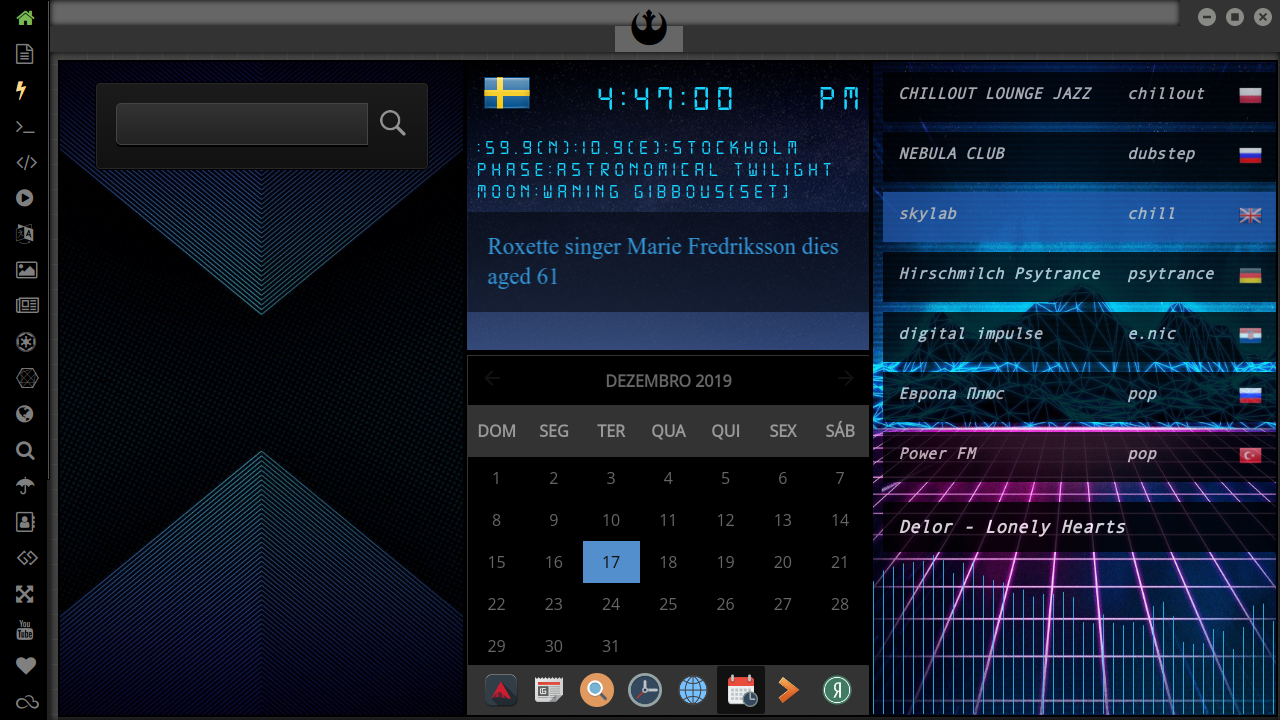 4:47:00 PM
:59.9(N):10.9(E):STOCKHOLM
PHASE:ASTRONOMICAL TWILIGHT
MOON:WANING GIBBOUS(SET)
Roxette singer Marie Fredriksson dies
aged 61
DEZEMBRO 2019
DOM SEG TER QUA QUI SEX SÁB
1 2 3 4 5 6 7
8 9 10 11 12 13 14
15 16 17 18 19 20 21
22 23 24 25 26 27 28
29 30 31
CHILLOUT LOUNGE JAZZ chillout
NEBULA CLUB dubstep
skylab chill
Hirschmilch Psytrance psytrance
digital impulse e.nic
Европа Плюс pop
Power FM pop
Delor - Lonely Hearts
You
Tube
Я